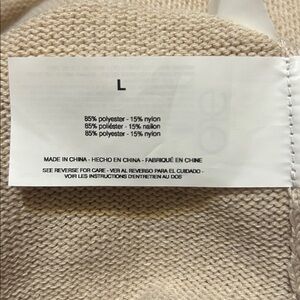 L
85% polyester - 15% nylon
85% poliéster - 15% nailon
85% polyester - 15% nylon
MADE IN CHINA - HECHO EN CHINA - FABRIQUÉ EN CHINE
SEE REVERSE FOR CARE - VER AL REVERSO PARA EL CUIDADO -
VOIR LES INSTRUCTIONS D'ENTRETIEN AU DOS